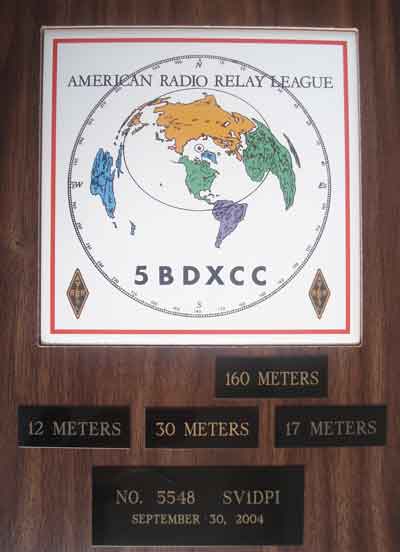 AMERICAN RADIO RELAY LEAGUE
N
W
E
5BDXCC
S
160 METERS
12 METERS
30 METERS
17 METERS
NO. 5548 SV1DPI
SEPTEMBER 30, 2004